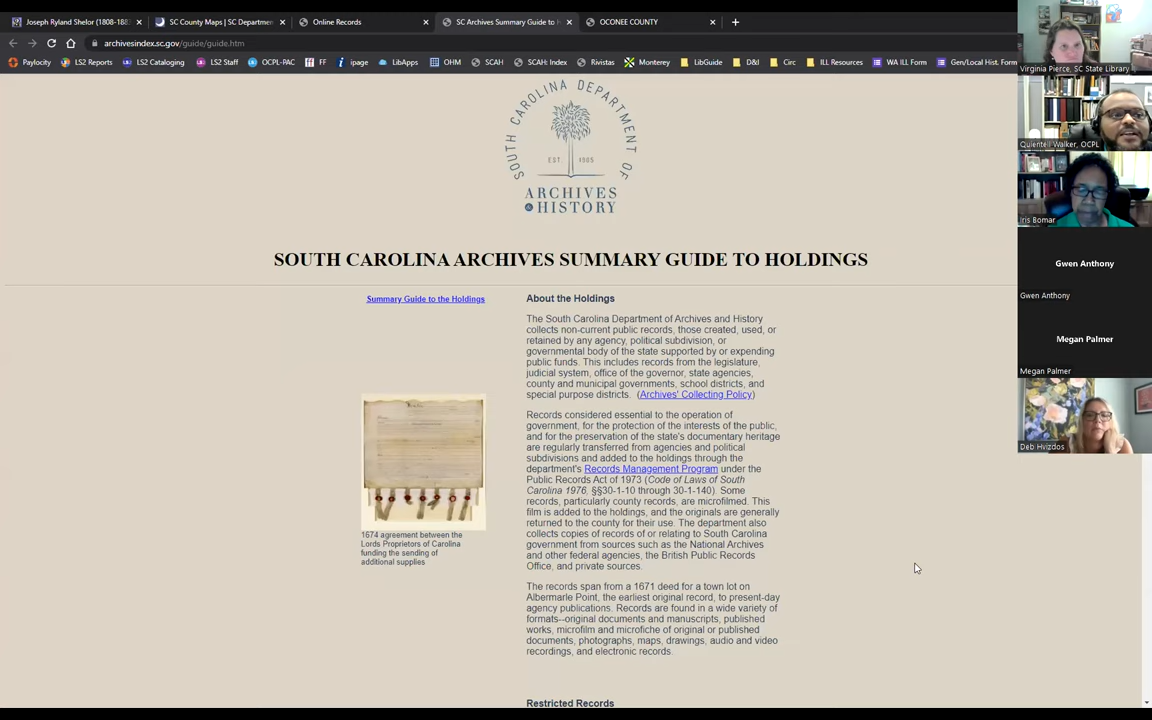 Joseph Ryland Shelor (1808-188
SC County Maps | SC Departmen
Online Records
SC Archives Summary Guide to H
OCONEE COUNTY
archivesindex.sc.gov/guide/guide.htm
Paylocity
LS2 Reports
LS2 Cataloging
LS2 Staff
OCPL-PAC
FF
ipage
LibApps
OHM
SCAH
SCAH: Index
Rivistas
Monterey
LibGuide
D&I
Circ
ILL Resources
WA ILL Form
Gen/Local Hist. Form
SOUTH CAROLINA DEPARTMENT OF
EST. 1905
ARCHIVES
& HISTORY
SOUTH CAROLINA ARCHIVES SUMMARY GUIDE TO HOLDINGS
Summary Guide to the Holdings
1674 agreement between the
Lords Proprietors of Carolina
funding the sending of
additional supplies
About the Holdings
The South Carolina Department of Archives and History
collects non-current public records, those created, used, or
retained by any agency, political subdivision, or
governmental body of the state supported by or expending
public funds. This includes records from the legislature,
judicial system, office of the governor, state agencies,
county and municipal governments, school districts, and
special purpose districts. (Archives' Collecting Policy)
Records considered essential to the operation of
government, for the protection of the interests of the public,
and for the preservation of the state's documentary heritage
are regularly transferred from agencies and political
subdivisions and added to the holdings through the
department's Records Management Program under the
Public Records Act of 1973 (Code of Laws of South
Carolina 1976, §§30-1-10 through 30-1-140). Some
records, particularly county records, are microfilmed. This
film is added to the holdings, and the originals are generally
returned to the county for their use. The department also
collects copies of records of or relating to South Carolina
government from sources such as the National Archives
and other federal agencies, the British Public Records
Office, and private sources.
The records span from a 1671 deed for a town lot on
Albermarle Point, the earliest original record, to present-day
agency publications. Records are found in a wide variety of
formats--original documents and manuscripts, published
works, microfilm and microfiche of original or published
documents, photographs, maps, drawings, audio and video
recordings, and electronic records.
Restricted Records
Virginia Pierce, SC State Library
Quientell Walker, OCPL
Iris Bomar
Gwen Anthony
Gwen Anthony
Megan Palmer
Megan Palmer
Deb Hvizdos